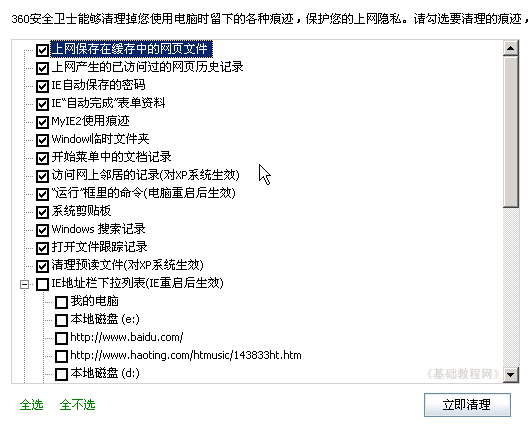 360安全卫士能够清理掉您使用电脑时留下的各种痕迹，保护您的上网隐私。请勾选要清理的痕迹，
上网保存在缓存中的网页文件
上网产生的已访问过的网页历史记录
IE自动保存的密码
IE“自动完成”表单资料
MyIE2使用痕迹
Window临时文件夹
开始菜单中的文档记录
访问网上邻居的记录(对XP系统生效)
“运行”框里的命令(电脑重启后生效)
系统剪贴板
Windows 搜索记录
打开文件跟踪记录
清理预读文件(对XP系统生效)
IE地址栏下拉列表(IE重启后生效)
我的电脑
本地磁盘 (e:)
http://www.baidu.com/
http://www.haoting.com/htmusic/143833ht.htm
本地磁盘 (d:)
《基础教程网》
全选 全不选 立即清理